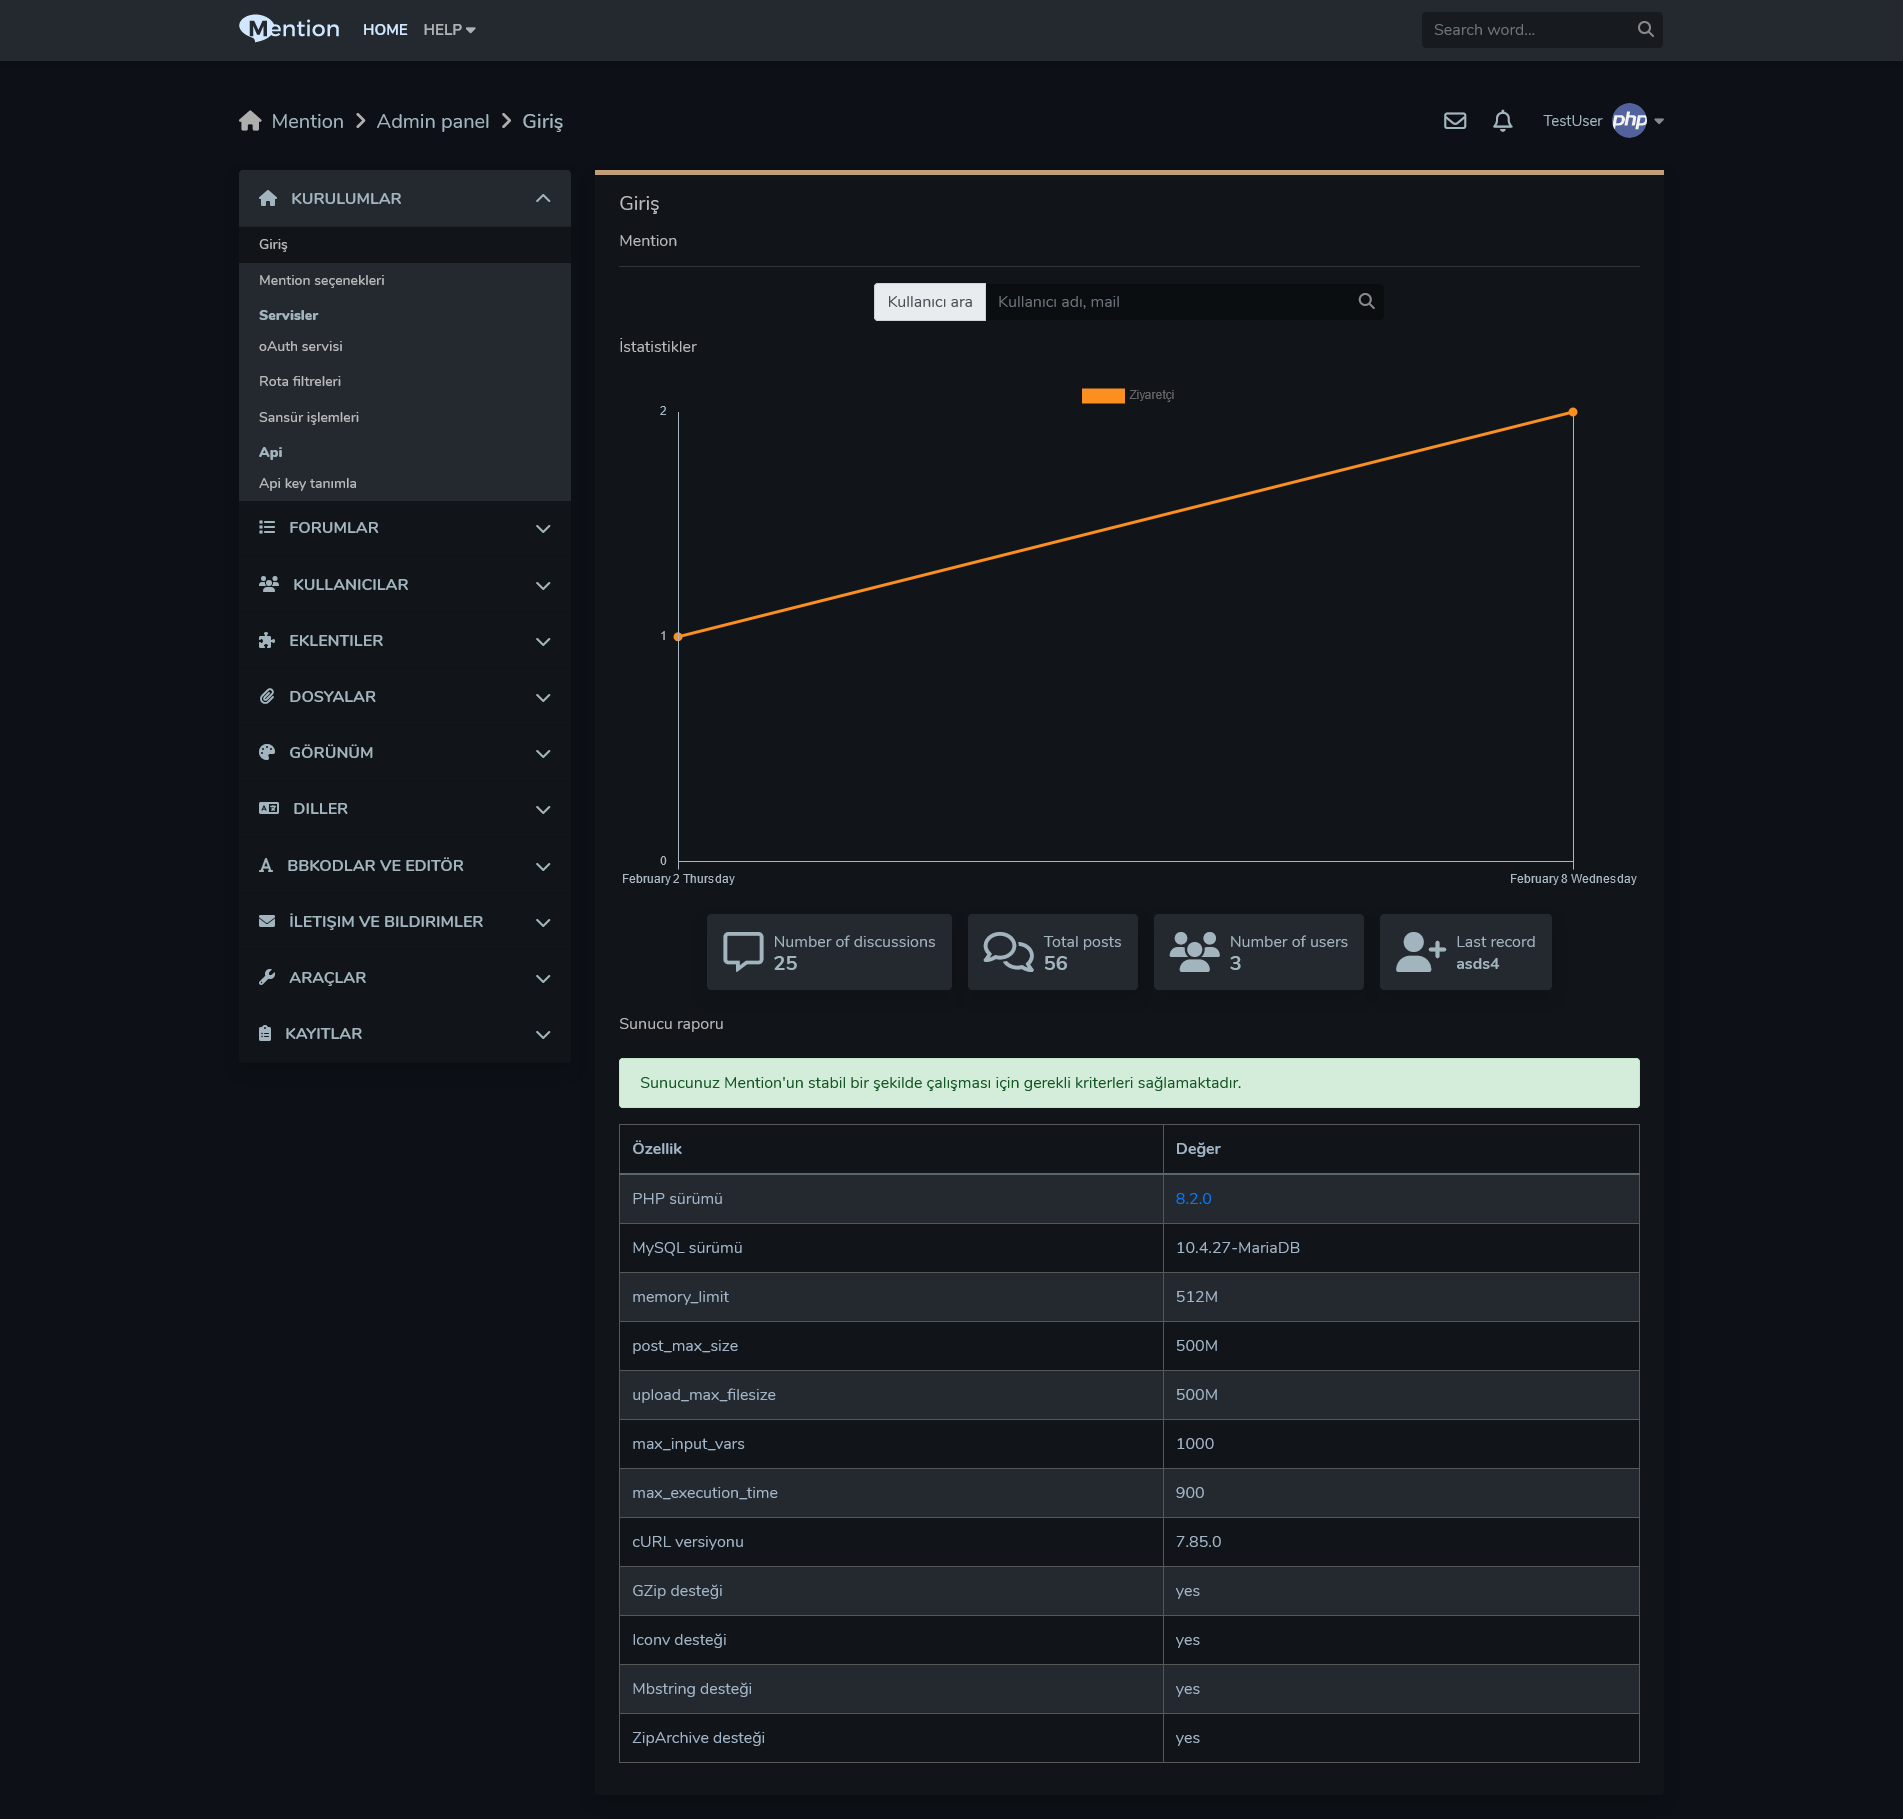 Mention HOME HELP Search word...
Mention Admin panel Giriş TestUser php
KURULUMLAR
Giriş
Mention seçenekleri
Servisler
oAuth servisi
Rota filtreleri
Sansür işlemleri
Api
Api key tanımla
FORUMLAR
KULLANICILAR
EKLENTILER
DOSYALAR
GÖRÜNÜM
DILLER
BBKODLAR VE EDITÖR
İLETIŞIM VE BILDIRIMLER
ARAÇLAR
KAYITLAR
Giriş
Mention
Kullanıcı ara Kullanıcı adı, mail
İstatistikler
Ziyaretçi
2
1
0
February 2 Thursday February 8 Wednesday
Number of discussions
25
Total posts
56
Number of users
3
Last record
asds4
Sunucu raporu
Sunucunuz Mention'un stabil bir şekilde çalışması için gerekli kriterleri sağlamaktadır.
Özellik Değer
PHP sürümü 8.2.0
MySQL sürümü 10.4.27-MariaDB
memory_limit 512M
post_max_size 500M
upload_max_filesize 500M
max_input_vars 1000
max_execution_time 900
cURL versiyonu 7.85.0
GZip desteği yes
Iconv desteği yes
Mbstring desteği yes
ZipArchive desteği yes